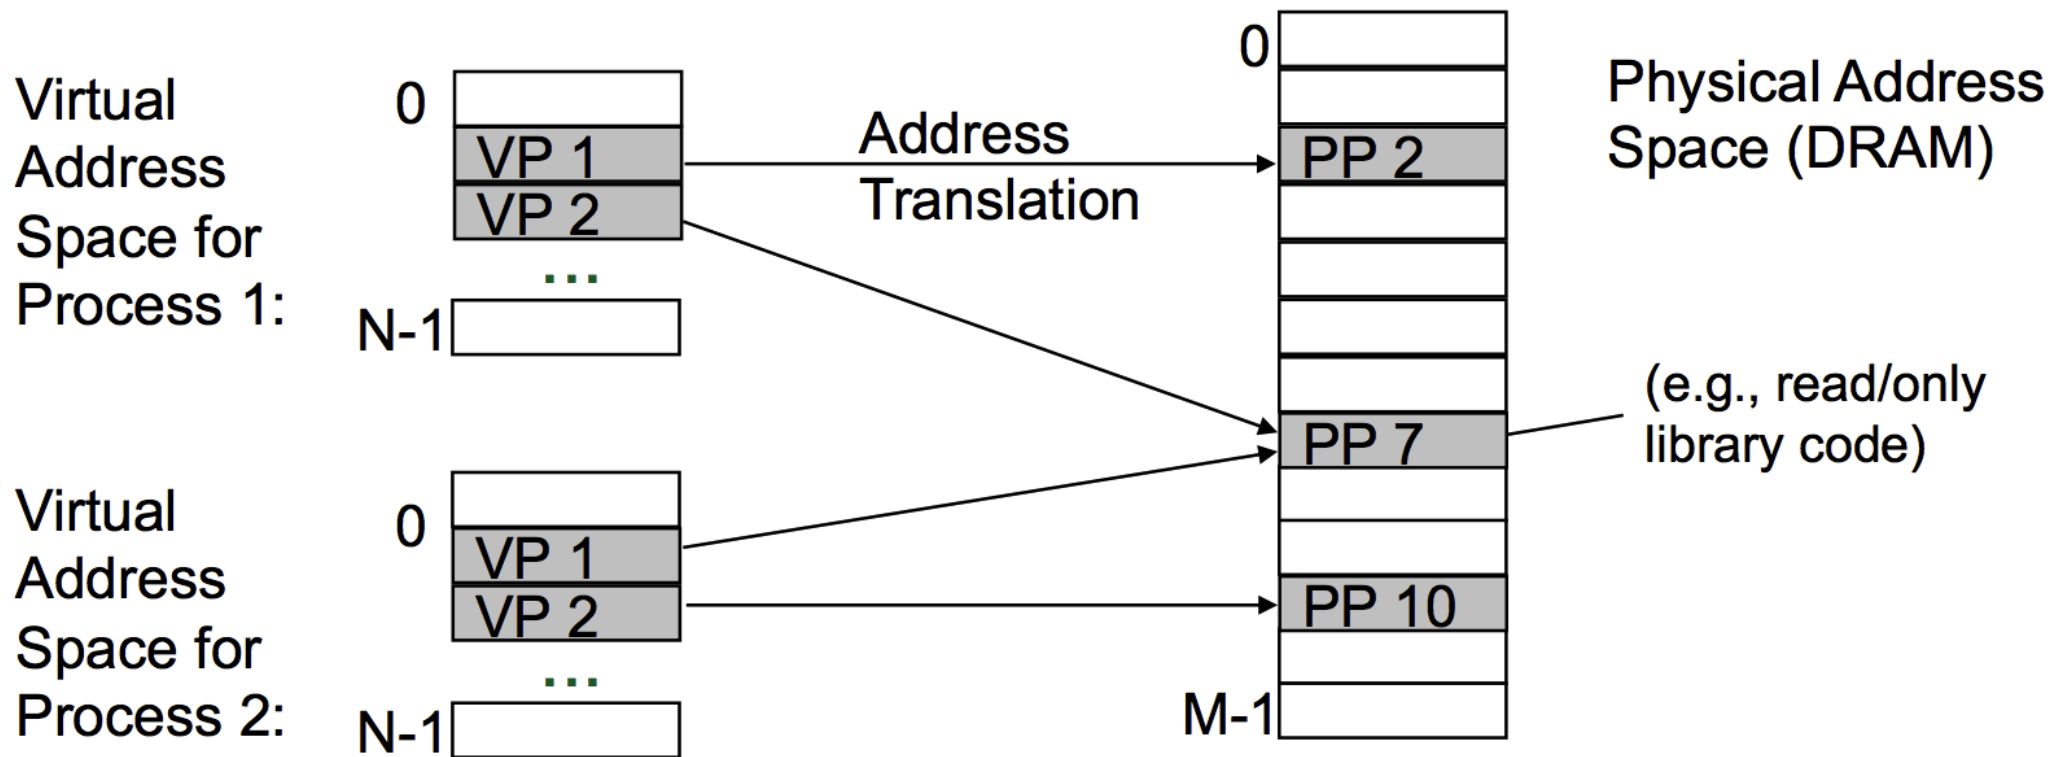 Virtual
Address
Space for
Process 1:
0
VP 1
VP 2
...
N-1
Address
Translation
0
PP 2
PP 7
PP 10
M-1
Physical Address
Space (DRAM)
(e.g., read/only
library code)
Virtual
Address
Space for
Process 2:
0
VP 1
VP 2
...
N-1